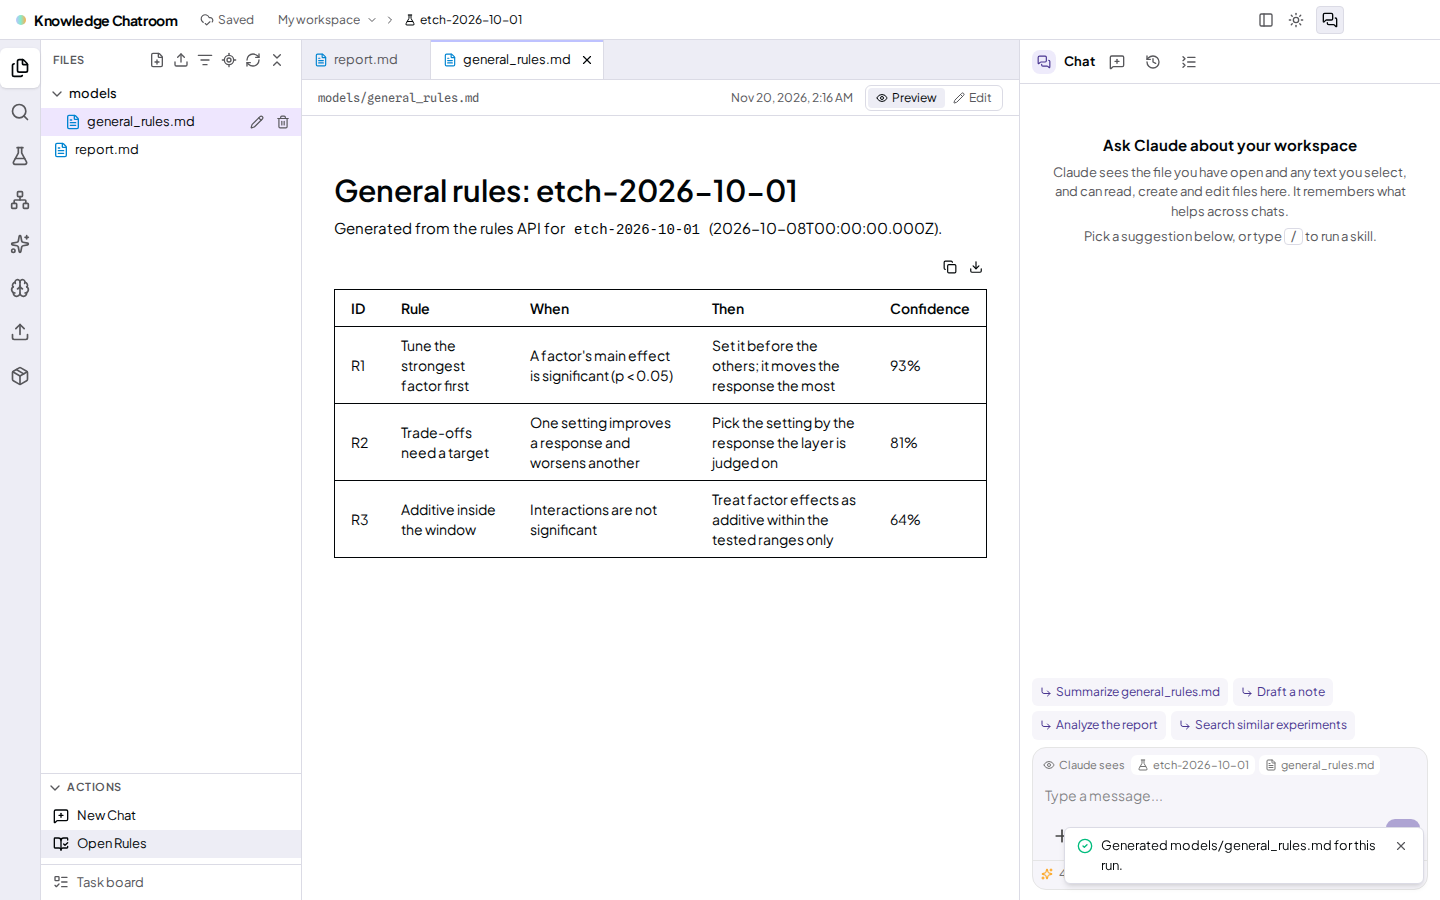 Knowledge Chatroom
Saved
My workspace
etch-2026-10-01
FILES
models
general_rules.md
report.md
ACTIONS
New Chat
Open Rules
Task board
report.md
general_rules.md
models/general_rules.md
Nov 20, 2026, 2:16 AM
Preview
Edit
General rules: etch-2026-10-01
Generated from the rules API for etch-2026-10-01 (2026-10-08T00:00:00.000Z).
ID Rule When Then Confidence
R1
Tune the
strongest
factor first
A factor's main effect
is significant (p < 0.05)
Set it before the
others; it moves the
response the most
93%
R2
Trade-offs
need a target
One setting improves
a response and
worsens another
Pick the setting by the
response the layer is
judged on
81%
R3
Additive inside
the window
Interactions are not
significant
Treat factor effects as
additive within the
tested ranges only
64%
Chat
Ask Claude about your workspace
Claude sees the file you have open and any text you select,
and can read, create and edit files here. It remembers what
helps across chats.
Pick a suggestion below, or type / to run a skill.
Summarize general_rules.md
Draft a note
Analyze the report
Search similar experiments
Claude sees
etch-2026-10-01
general_rules.md
Type a message...
Generated models/general_rules.md for this
run.